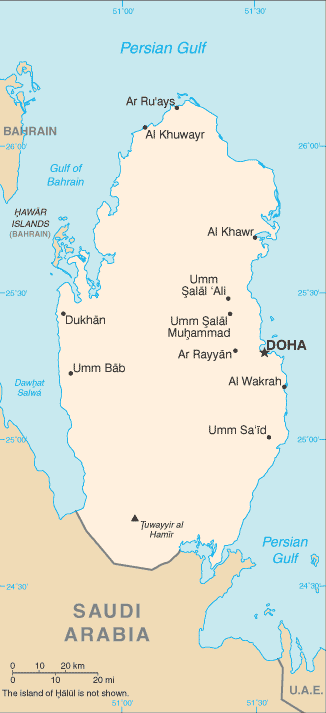 51°00'
51°30'
Persian Gulf
Ar Ru'ays
Al Khuwayr
BAHRAIN
26°00'
26°00'
Gulf of
Bahrain
ḨAWĀR
ISLANDS
(BAHRAIN)
Al Khawr
Umm
Şalāl ‘Ali
25°30'
25°30'
Dukhān
Umm Şalāl
Muḩammad
DOHA
Ar Rayyān
Umm Bāb
Al Wakrah
Dawḩat
Salwá
Umm Sa‘īd
25°00'
25°00'
Ţuwayyir al
Ḩamīr
Persian
Gulf
24°30'
24°30'
SAUDI
ARABIA
0 10 20 km
0 10 20 mi
The island of Ḩālūl is not shown.
U.A.E.
51°00'
51°30'